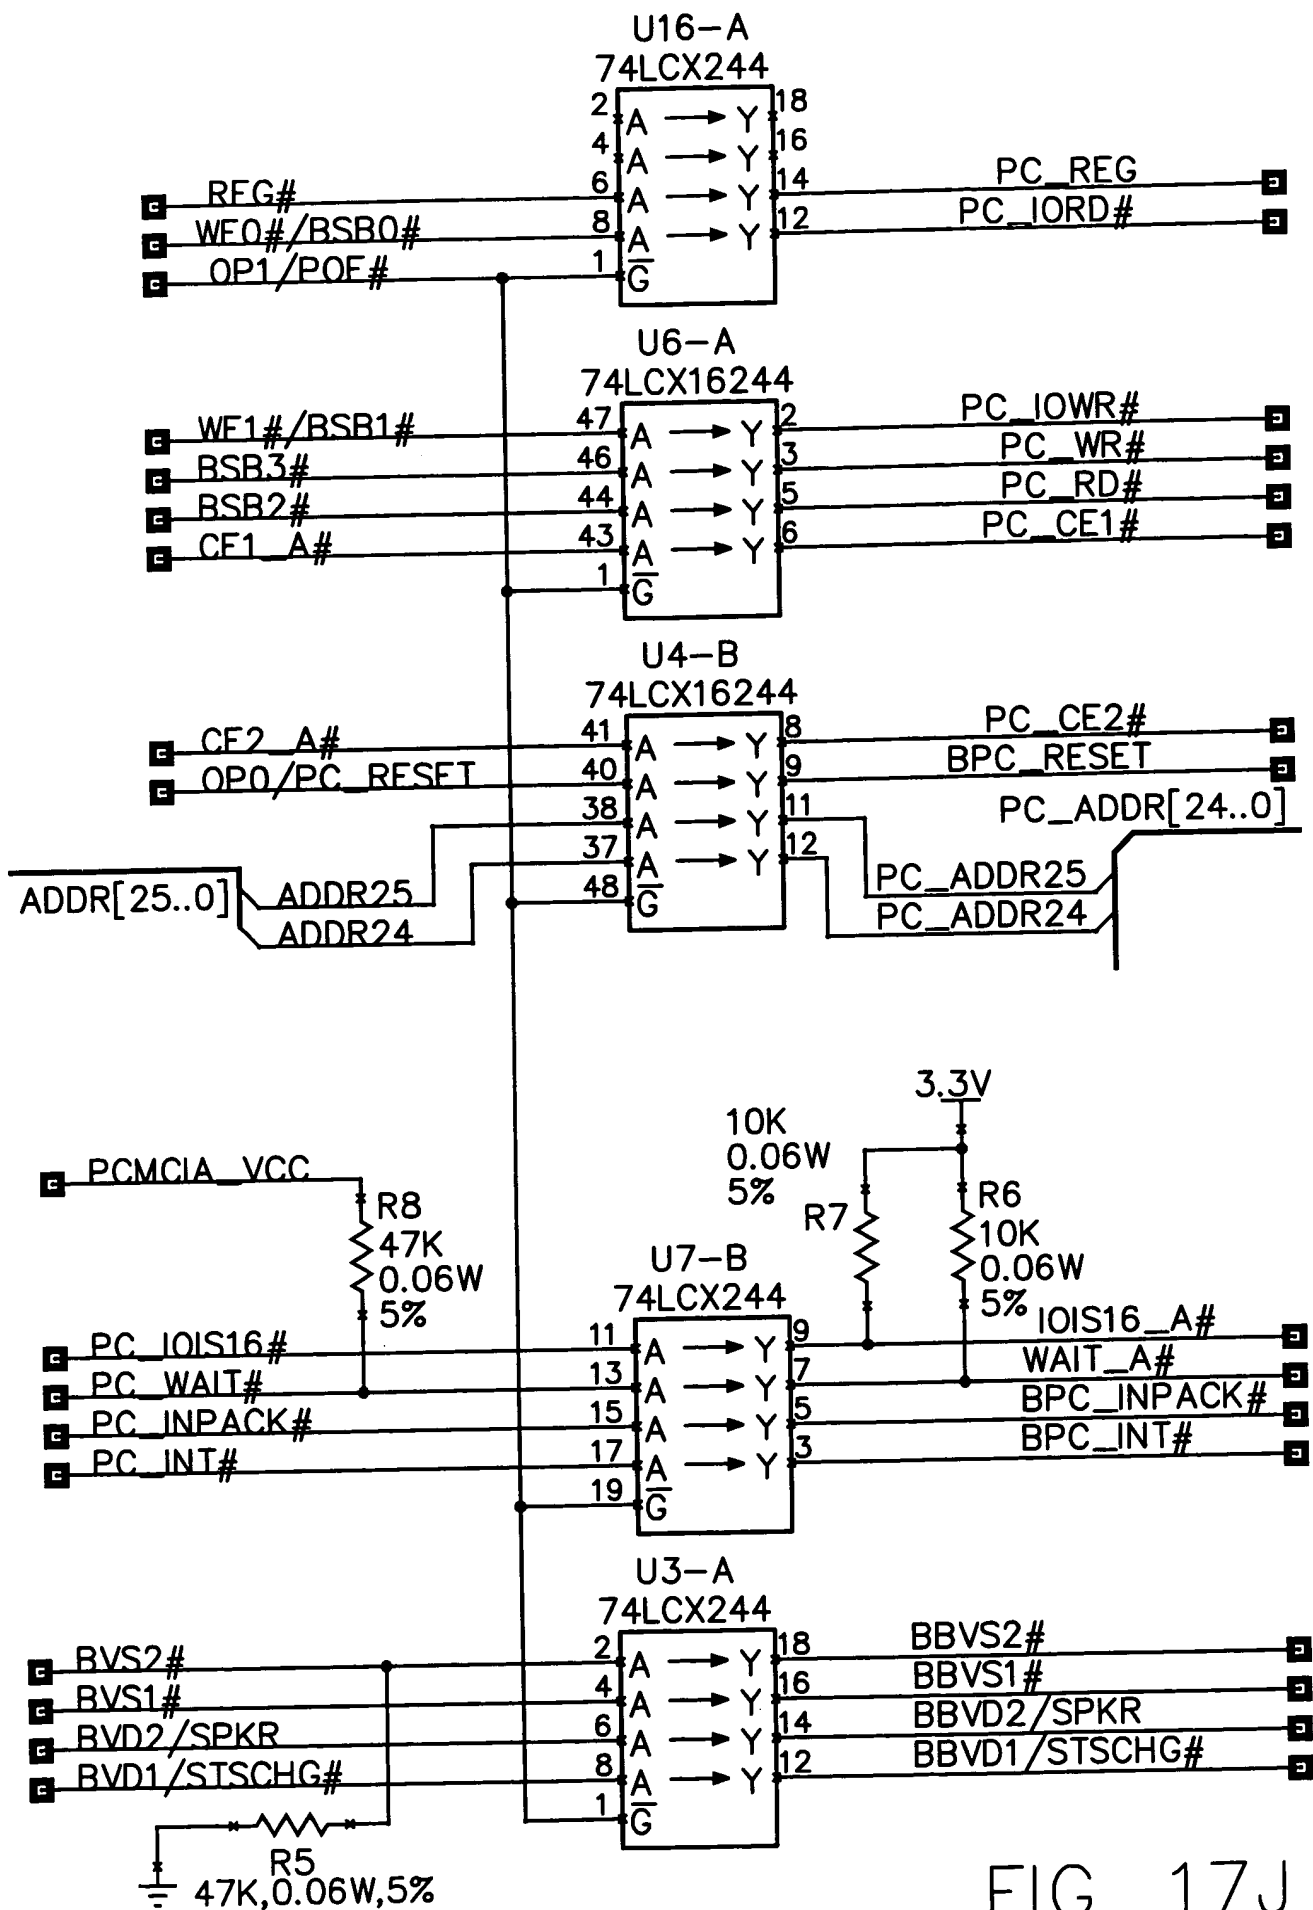 U16-A
74LCX244
2 A Y 18
4 A Y 16
REG# 6 A Y 14 PC_REG
WE0#/BSB0# 8 A Y 12 PC_IORD#
OP1/POE# 1 G
U6-A
74LCX16244
WE1#/BSB1# 47 A Y 2 PC_IOWR#
BSB3# 46 A Y 3 PC_WR#
BSB2# 44 A Y 5 PC_RD#
CE1_A# 43 A Y 6 PC_CE1#
1 G
U4-B
74LCX16244
CE2_A# 41 A Y 8 PC_CE2#
OP0/PC_RESET 40 A Y 9 BPC_RESET
38 A Y 11 PC_ADDR[24..0]
37 A Y 12
ADDR[25..0] ADDR25 48 G PC_ADDR25
ADDR24 PC_ADDR24
3.3V
10K
0.06W
5%
PCMCIA_VCC
R8
47K
0.06W
5%
R7
R6
10K
0.06W
5%
U7-B
74LCX244
PC_IOIS16# 11 A Y 9 IOIS16_A#
PC_WAIT# 13 A Y 7 WAIT_A#
PC_INPACK# 15 A Y 5 BPC_INPACK#
PC_INT# 17 A Y 3 BPC_INT#
19 G
U3-A
74LCX244
BVS2# 2 A Y 18 BBVS2#
BVS1# 4 A Y 16 BBVS1#
BVD2/SPKR 6 A Y 14 BBVD2/SPKR
BVD1/STSCHG# 8 A Y 12 BBVD1/STSCHG#
1 G
R5
47K,0.06W,5%
FIG 17J